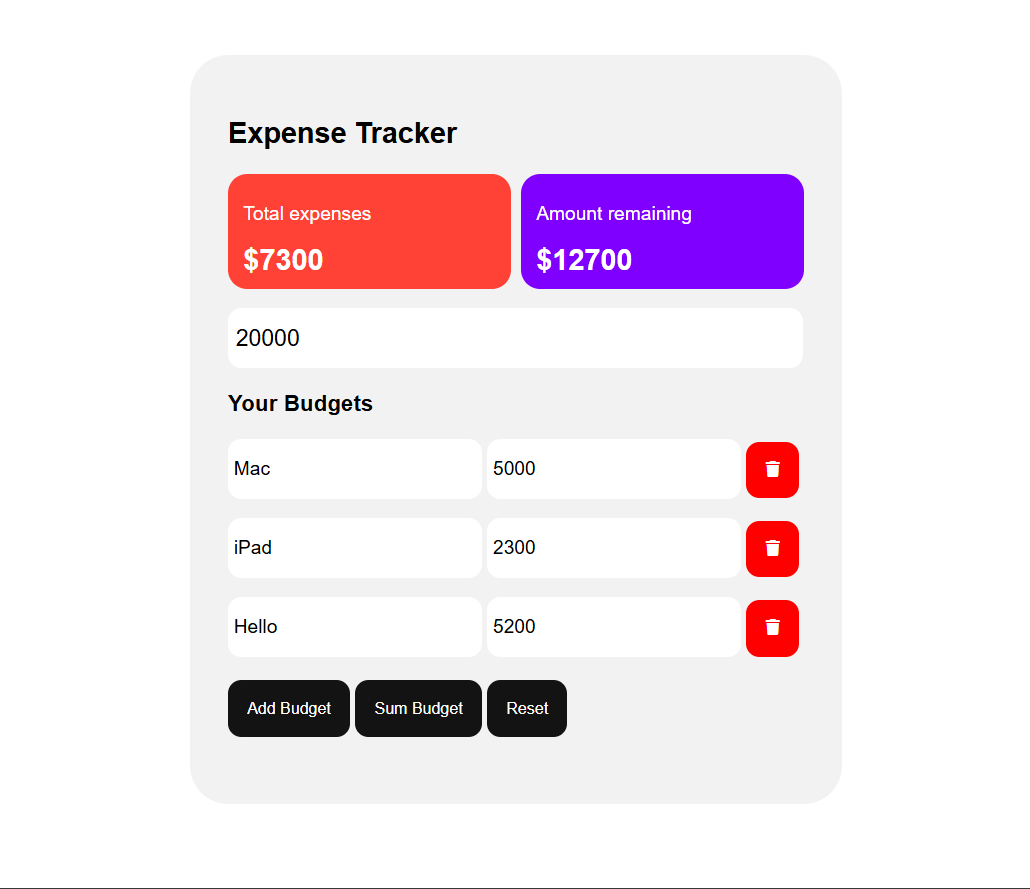 Expense Tracker
Total expenses Amount remaining
$7300 $12700
20000
Your Budgets
Mac 5000
iPad 2300
Hello 5200
Add Budget Sum Budget Reset